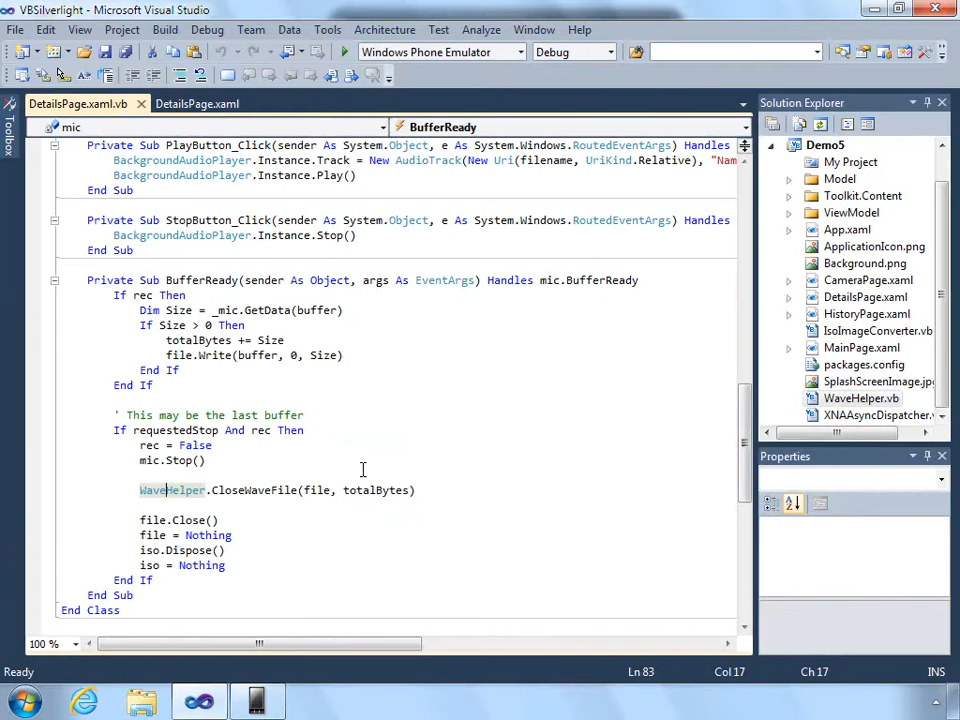 VBSilverlight - Microsoft Visual Studio
File Edit View Project Build Debug Team Data Tools Architecture Test Analyze Window Help
Windows Phone Emulator Debug
DetailsPage.xaml.vb DetailsPage.xaml
Toolbox
mic BufferReady
Private Sub PlayButton_Click(sender As System.Object, e As System.Windows.RoutedEventArgs) Handles
BackgroundAudioPlayer.Instance.Track = New AudioTrack(New Uri(filename, UriKind.Relative), "Nam
BackgroundAudioPlayer.Instance.Play()
End Sub
Private Sub StopButton_Click(sender As System.Object, e As System.Windows.RoutedEventArgs) Handles
BackgroundAudioPlayer.Instance.Stop()
End Sub
Private Sub BufferReady(sender As Object, args As EventArgs) Handles mic.BufferReady
If rec Then
Dim Size = _mic.GetData(buffer)
If Size > 0 Then
totalBytes += Size
file.Write(buffer, 0, Size)
End If
End If
' This may be the last buffer
If requestedStop And rec Then
rec = False
mic.Stop()
WaveHelper.CloseWaveFile(file, totalBytes)
file.Close()
file = Nothing
iso.Dispose()
iso = Nothing
End If
End Sub
End Class
100 %
Solution Explorer
Demo5
My Project
Model
Toolkit.Content
ViewModel
App.xaml
ApplicationIcon.png
Background.png
CameraPage.xaml
DetailsPage.xaml
HistoryPage.xaml
IsoImageConverter.vb
MainPage.xaml
packages.config
SplashScreenImage.jpg
WaveHelper.vb
XNAAsyncDispatcher.v
Properties
Ready Ln 83 Col 17 Ch 17 INS